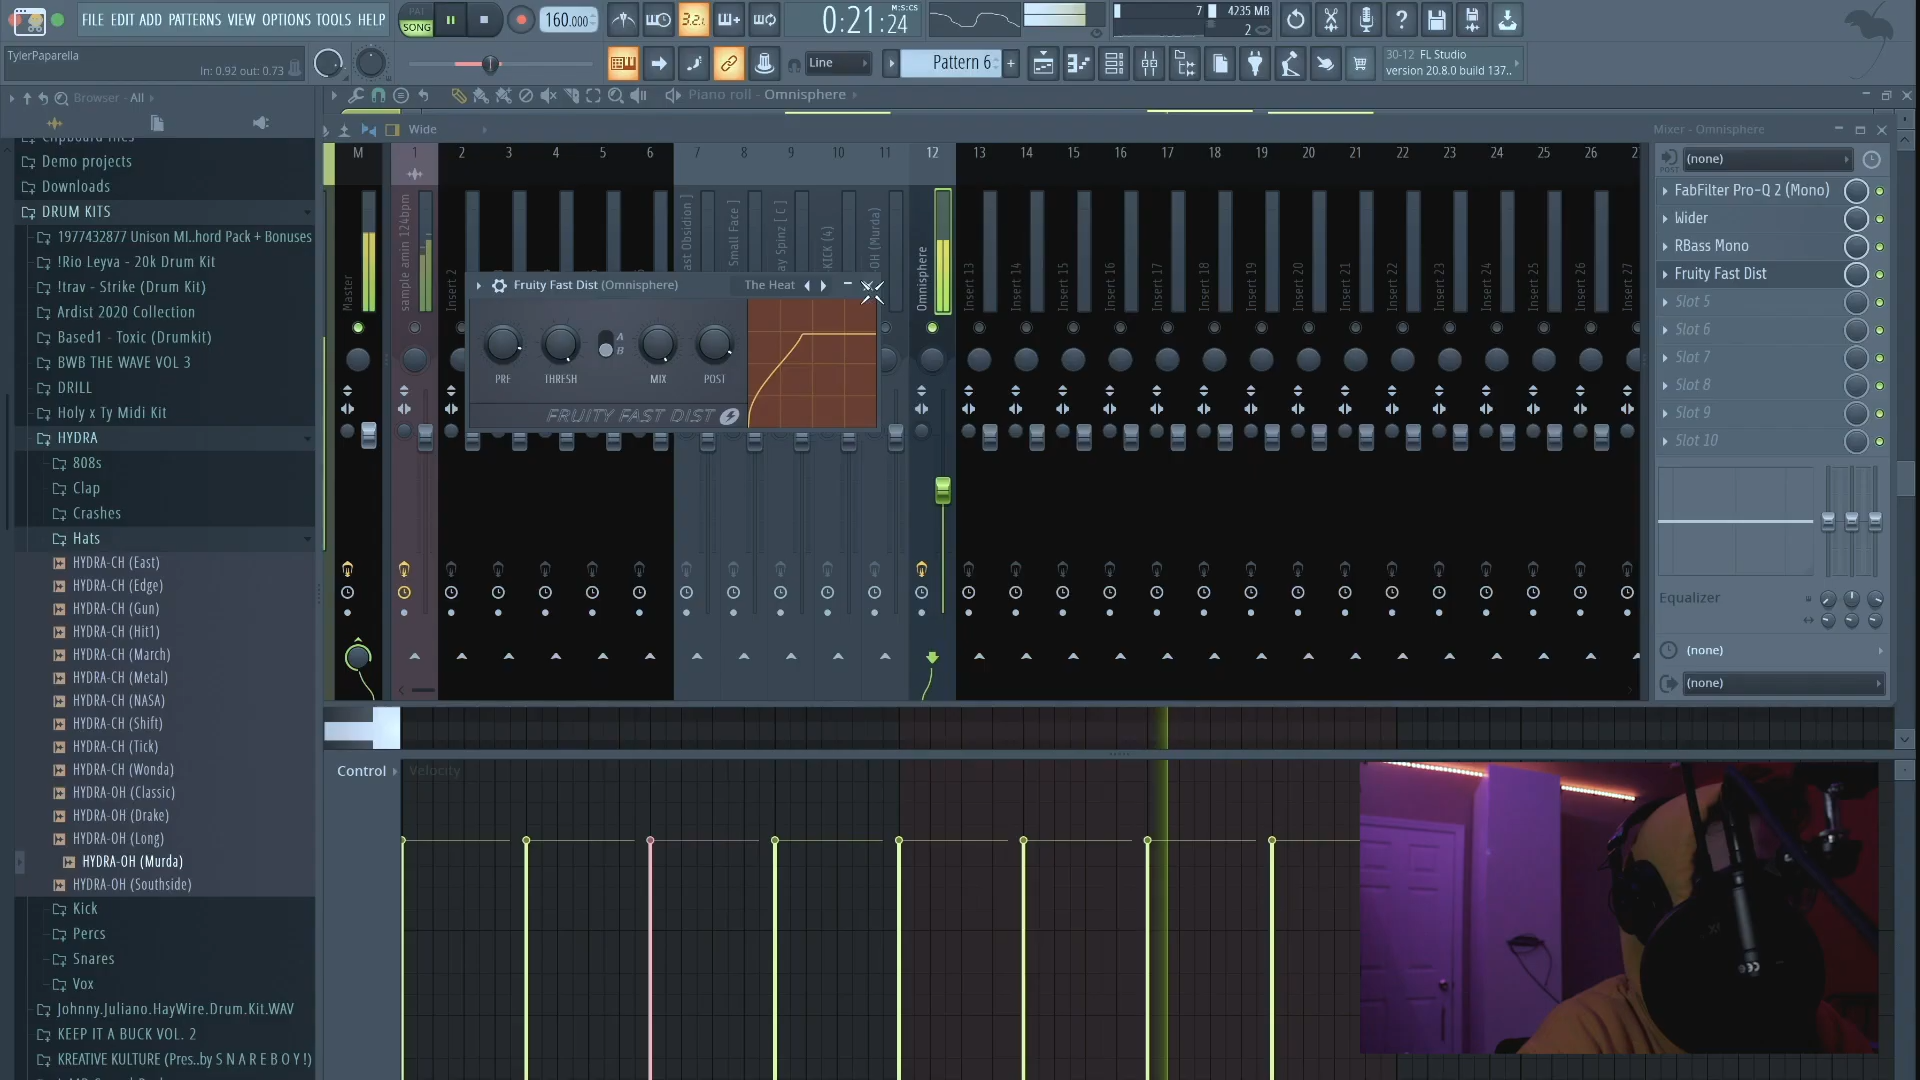 FILE EDIT ADD PATTERNS VIEW OPTIONS TOOLS HELP
PAT
SONG
160.000
3.2.
0:21:24
M:S:CS
7
4235 MB
2
TylerPaparella
In: 0.92 out: 0.73
Line
Pattern 6
+
30-12 FL Studio
version 20.8.0 build 137..
Browser - All
Piano roll - Omnisphere
Wide
Demo projects
Downloads
DRUM KITS
1977432877 Unison MI..hord Pack + Bonuses
!Rio Leyva - 20k Drum Kit
!trav - Strike (Drum Kit)
Ardist 2020 Collection
Based1 - Toxic (Drumkit)
BWB THE WAVE VOL 3
DRILL
Holy x Ty Midi Kit
HYDRA
808s
Clap
Crashes
Hats
HYDRA-CH (East)
HYDRA-CH (Edge)
HYDRA-CH (Gun)
HYDRA-CH (Hit1)
HYDRA-CH (March)
HYDRA-CH (Metal)
HYDRA-CH (NASA)
HYDRA-CH (Shift)
HYDRA-CH (Tick)
HYDRA-CH (Wonda)
HYDRA-OH (Classic)
HYDRA-OH (Drake)
HYDRA-OH (Long)
HYDRA-OH (Murda)
HYDRA-OH (Southside)
Kick
Percs
Snares
Vox
Johnny.Juliano.HayWire.Drum.Kit.WAV
KEEP IT A BUCK VOL. 2
KREATIVE KULTURE (Pres..by S N A R E B O Y !)
M 1 2 3 4 5 6 7 8 9 10 11 12 13 14 15 16 17 18 19 20 21 22 23 24 25 26
Master
sample amin 124bpm
Insert 2
ast Obsidion ]
Small Face ]
ay Spinz [ C ]
KICK (4)
OH (Murda)
Omnisphere
Insert 13
Insert 14
Insert 15
Insert 16
Insert 17
Insert 18
Insert 19
Insert 20
Insert 21
Insert 22
Insert 23
Insert 24
Insert 25
Insert 26
Insert 27
Fruity Fast Dist (Omnisphere)
The Heat
A
B
PRE
THRESH
MIX
POST
FRUITY FAST DIST
Mixer - Omnisphere
POST
(none)
FabFilter Pro-Q 2 (Mono)
Wider
RBass Mono
Fruity Fast Dist
Slot 5
Slot 6
Slot 7
Slot 8
Slot 9
Slot 10
Equalizer
(none)
(none)
Control
Velocity